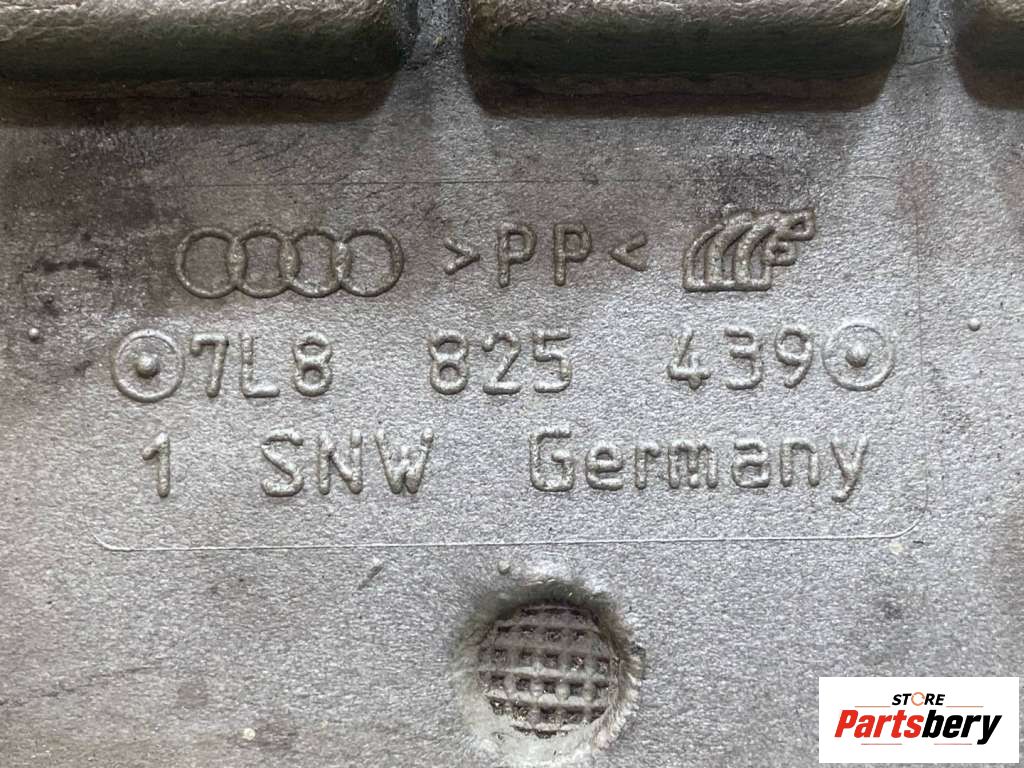 >PP<
7L8 825 439
1 SNW Germany
STORE
Partsbery